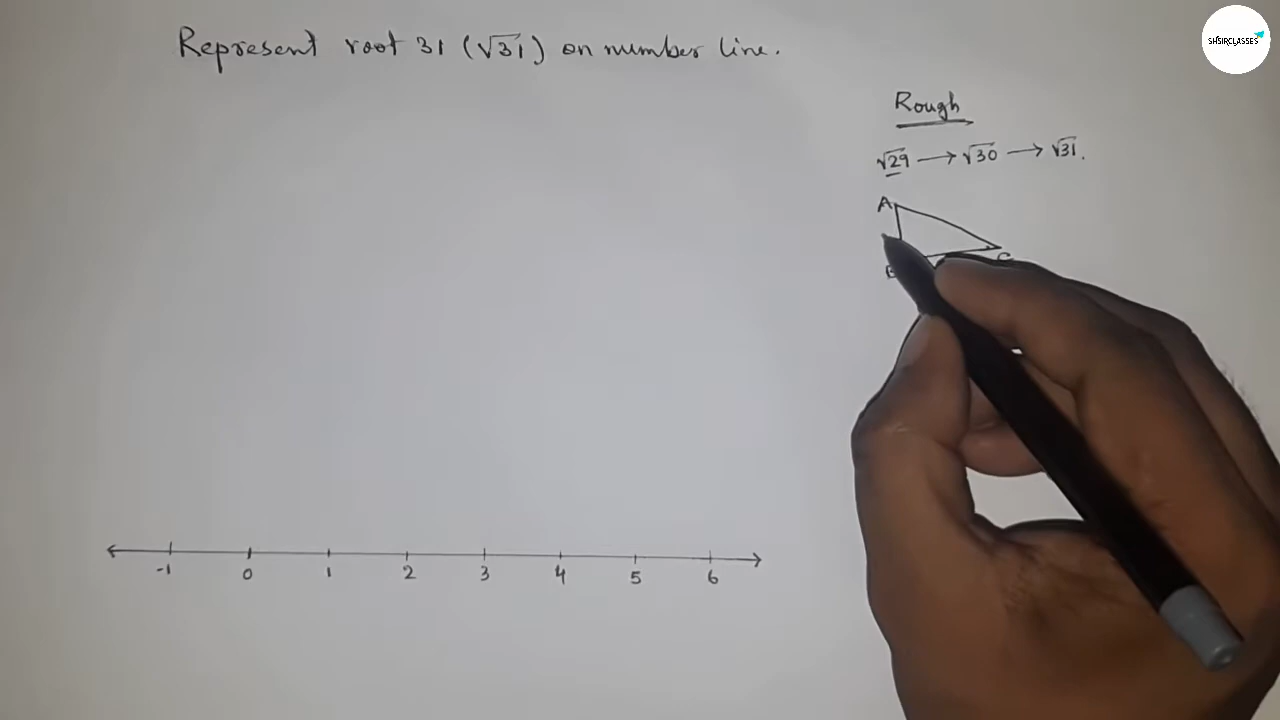 Represent root 31 (√31) on number line.
SHSIRCLASSES
Rough
√29 → √30 → √31.
A
B C
-1 0 1 2 3 4 5 6